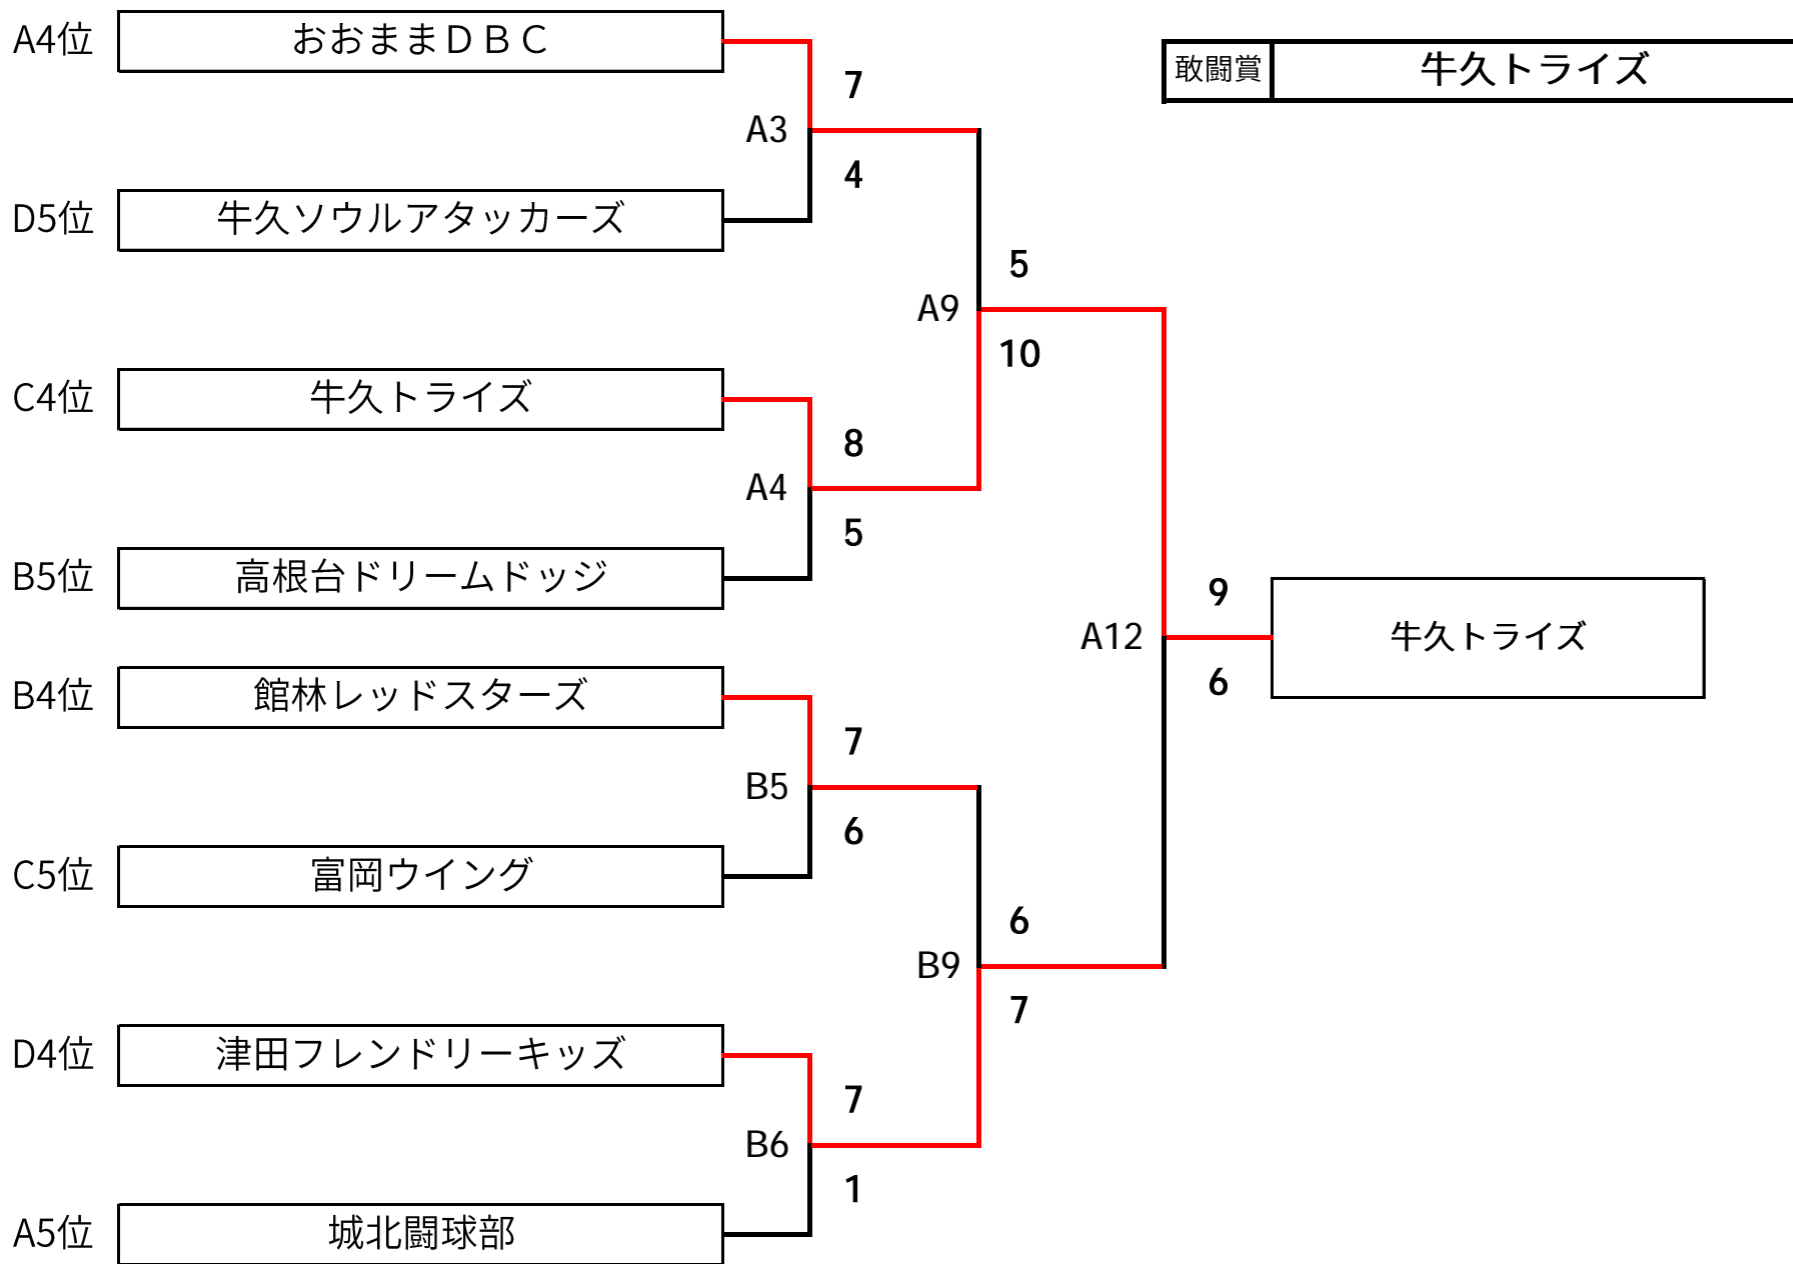 A4位 おおままＤＢＣ
敢闘賞 牛久トライズ
7
A3
4
D5位 牛久ソウルアタッカーズ
5
A9
10
C4位 牛久トライズ
8
A4
5
B5位 高根台ドリームドッジ
9
A12 牛久トライズ
6
B4位 館林レッドスターズ
7
B5
6
C5位 富岡ウイング
6
B9
7
D4位 津田フレンドリーキッズ
7
B6
1
A5位 城北闘球部